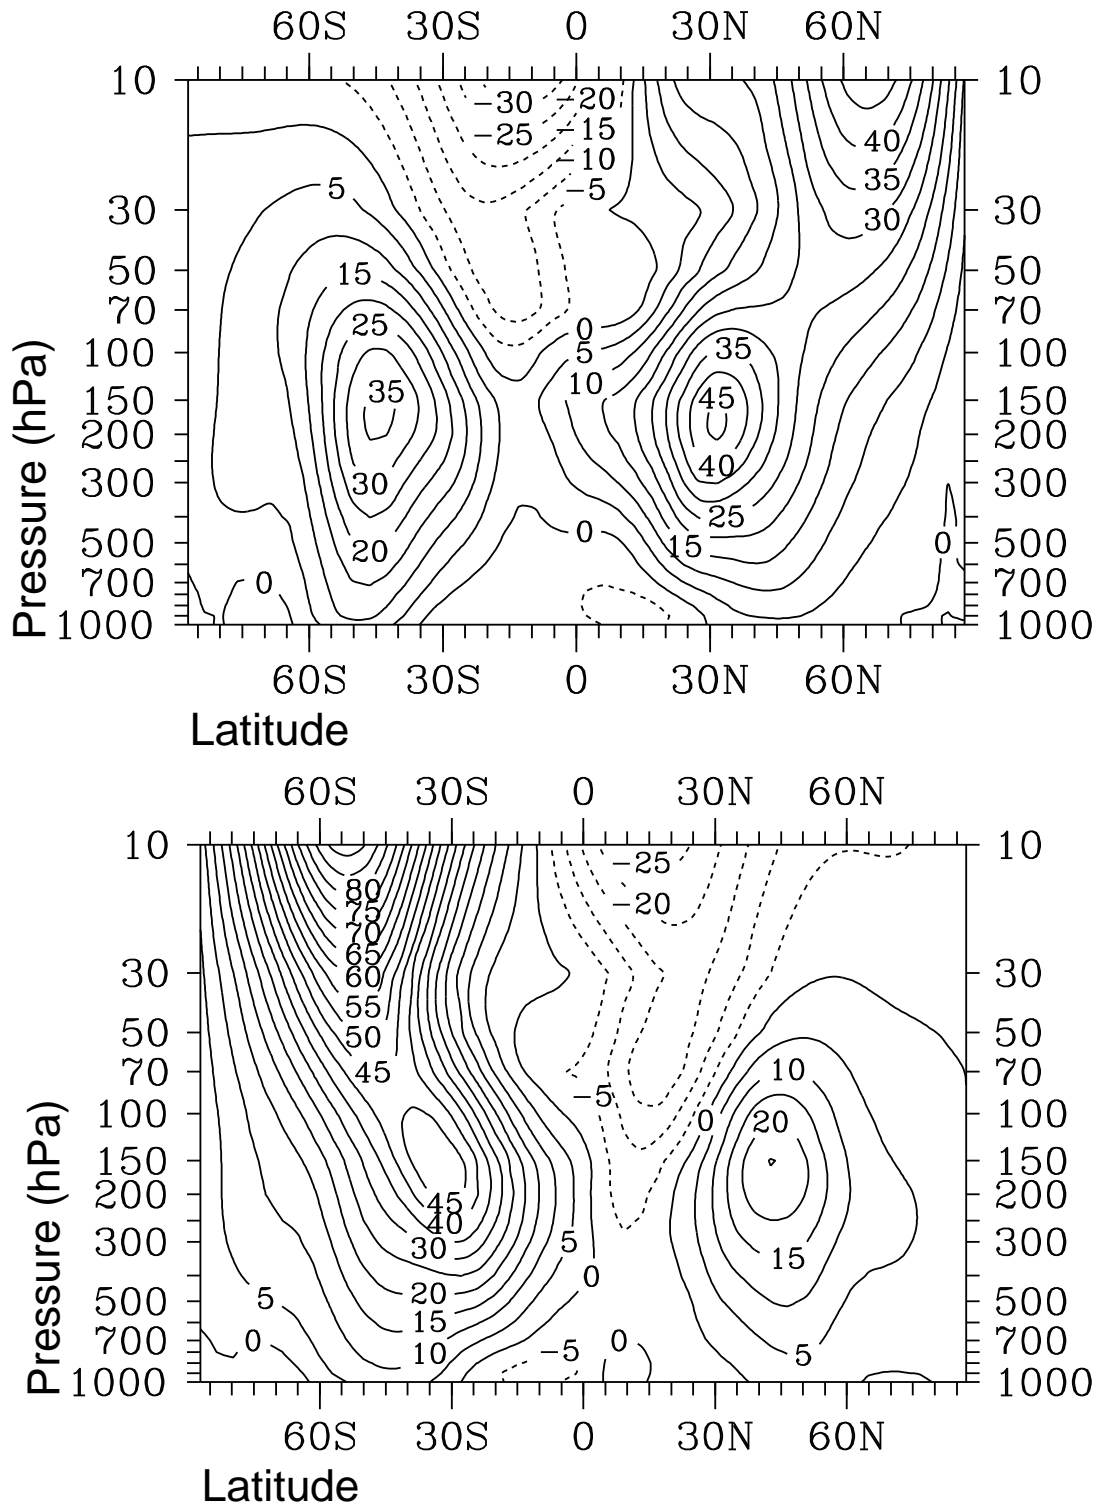 60S 30S 0 30N 60N
10 −30 −20 10
−25 −15 40
−10 35
5 −5
30 30 30
50 15 50
70 25 0 70
100 5 35 100
150 35 10 45 150
200 200
300 30 40 300
25
500 20 0 15 0 500
700 0 700
1000 1000
60S 30S 0 30N 60N
Pressure (hPa)
Latitude
60S 30S 0 30N 60N
10 −25 10
80
75 −20
70
65
30 60 30
55
50 50 50
70 45 10 70
−5
100 0 20 100
150 150
200 45 200
40
300 30 5 15 300
0
500 5 20 500
15
700 0 10 −5 0 5 700
1000 1000
60S 30S 0 30N 60N
Pressure (hPa)
Latitude